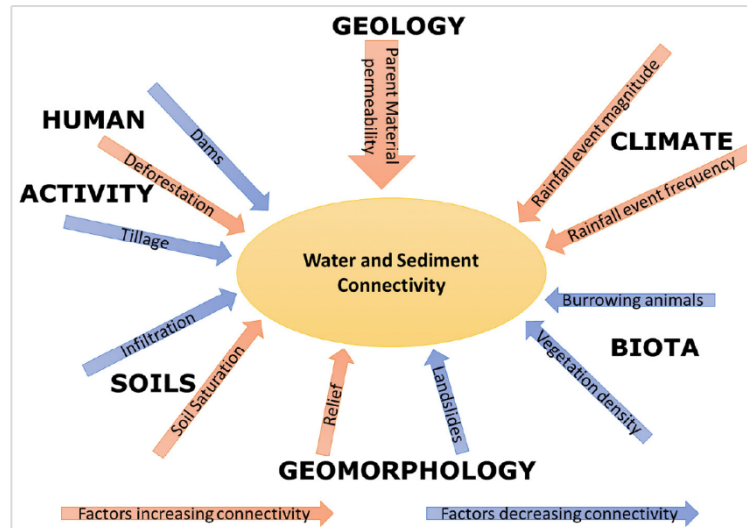 GEOLOGY
Parent Material
permeability
HUMAN
ACTIVITY
Dams
Deforestation
Tillage
CLIMATE
Rainfall event magnitude
Rainfall event frequency
Water and Sediment
Connectivity
Infiltration
Soil Saturation
SOILS
Burrowing animals
Vegetation density
BIOTA
Relief
Landslides
GEOMORPHOLOGY
Factors increasing connectivity
Factors decreasing connectivity